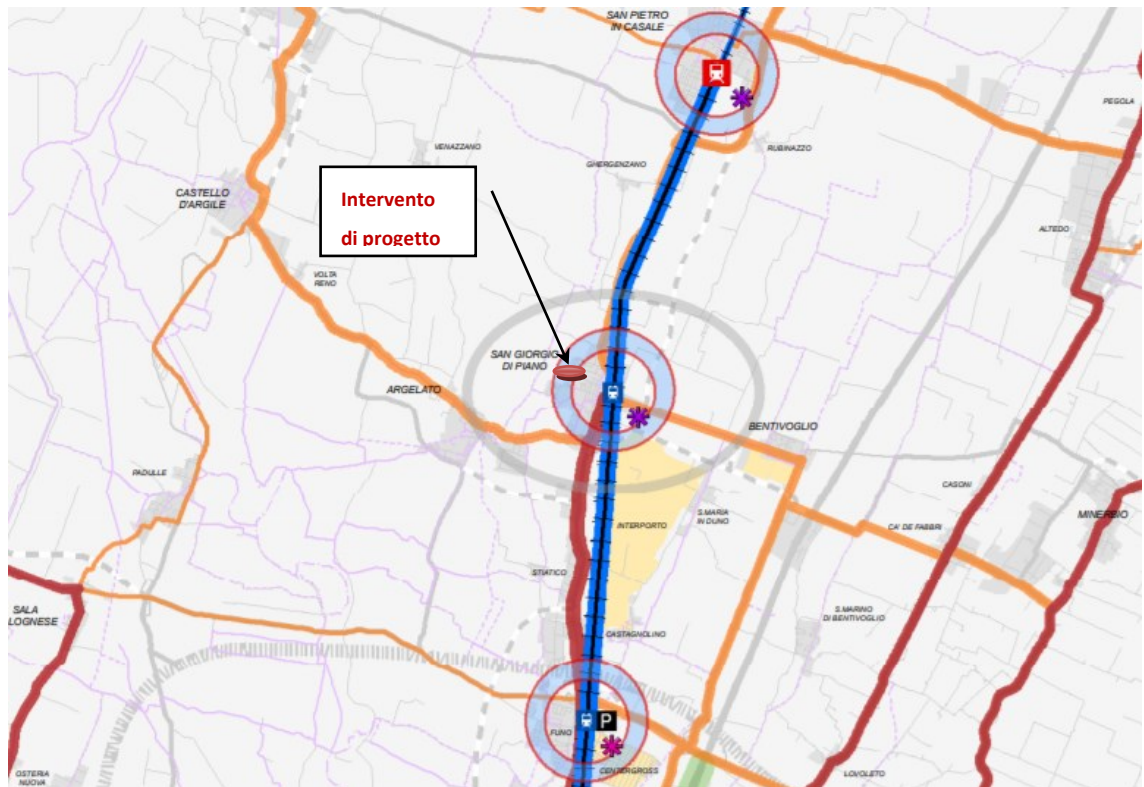 SAN PIETRO
IN CASALE
PEGOLA
VENAZZANO
RUBINAZZO
GHERGENZANO
CASTELLO
D'ARGILE
Intervento
di progetto
ALTEDO
VOLTA
RENO
SAN GIORGIO
DI PIANO
ARGELATO
BENTIVOGLIO
PADULLE
CASONI
S.MARIA
IN DUNO
MINERBIO
INTERPORTO
CA' DE FABBRI
STIATICO
SALA
LOGNESE
S.MARINO
DI BENTIVOGLIO
CASTAGNOLINO
P
FUNO
CENTERGROSS
OSTERIA
NUOVA
LOVOLETO